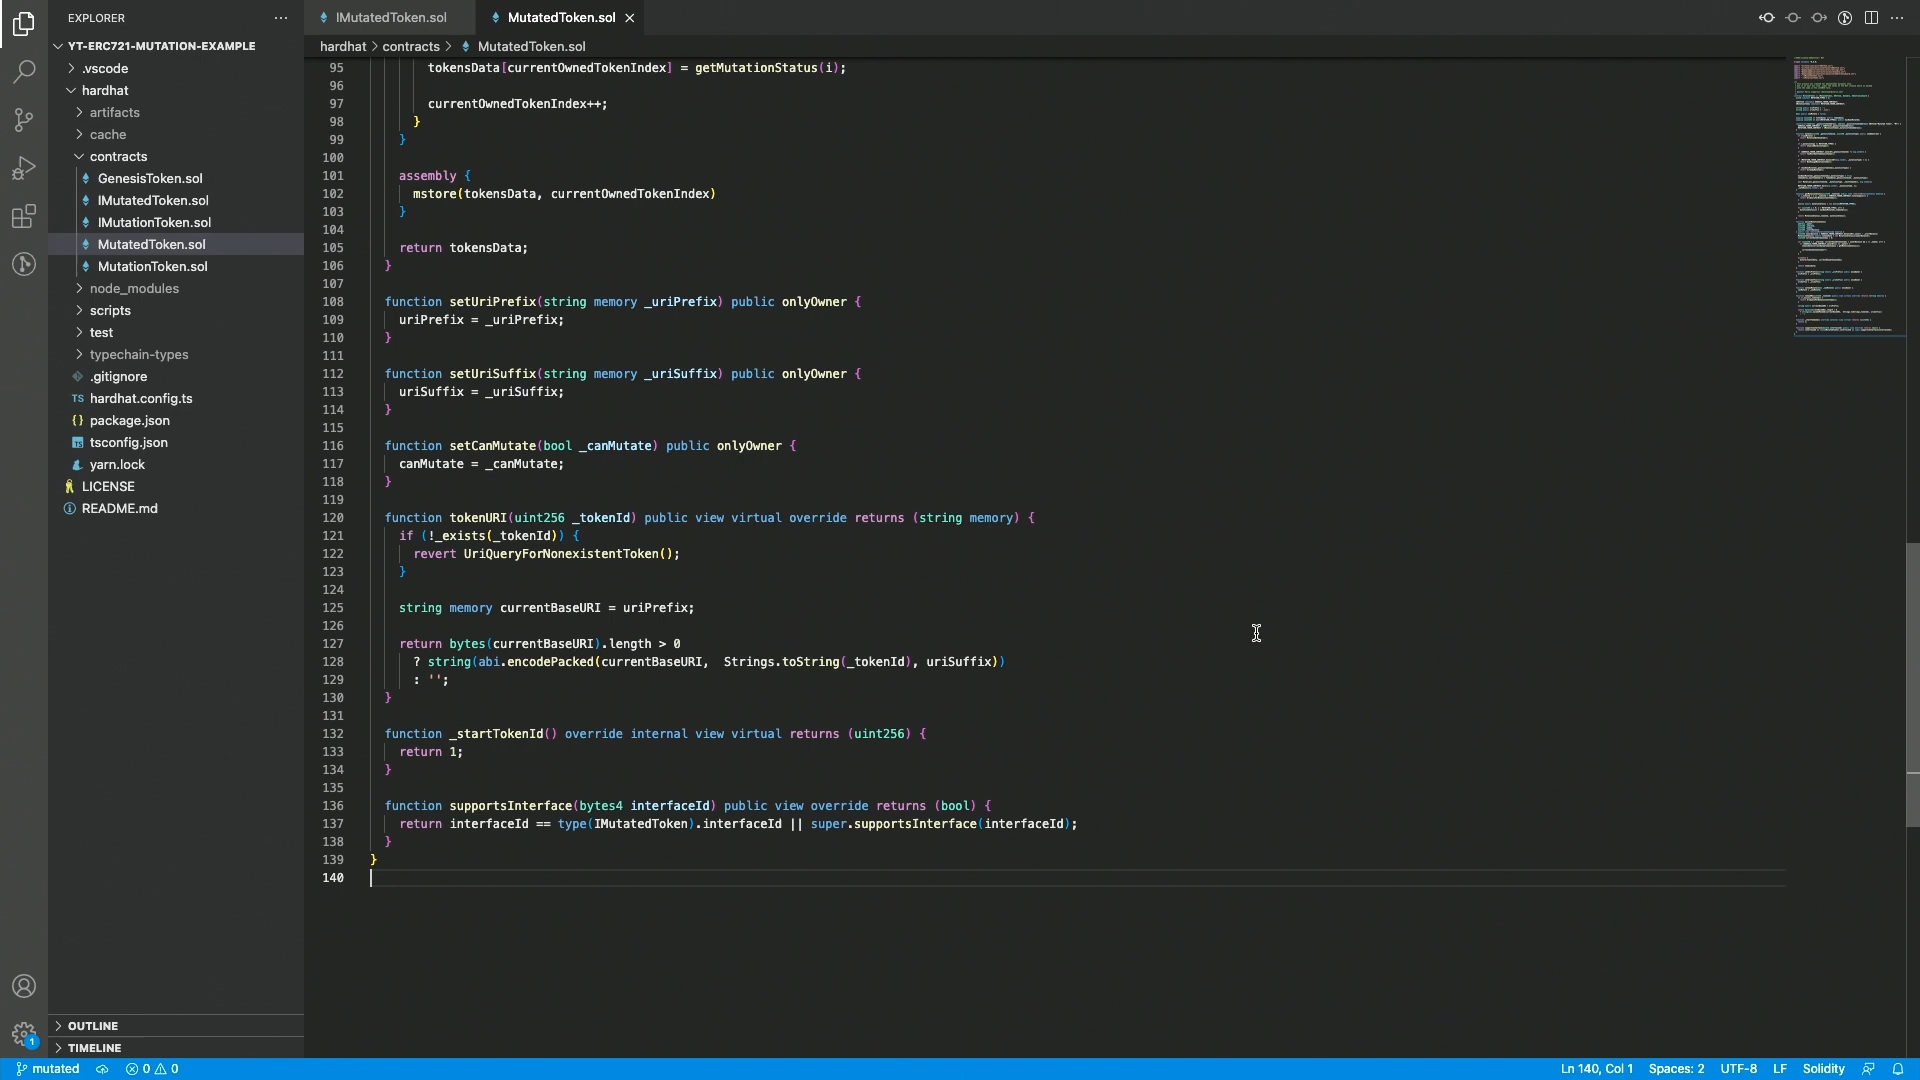 EXPLORER
IMutatedToken.sol
MutatedToken.sol
YT-ERC721-MUTATION-EXAMPLE
hardhat > contracts > MutatedToken.sol
.vscode
hardhat
artifacts
cache
contracts
GenesisToken.sol
IMutatedToken.sol
IMutationToken.sol
MutatedToken.sol
MutationToken.sol
node_modules
scripts
test
typechain-types
.gitignore
TS hardhat.config.ts
{} package.json
TS tsconfig.json
yarn.lock
LICENSE
README.md
OUTLINE
TIMELINE
95 tokensData[currentOwnedTokenIndex] = getMutationStatus(i);
96
97 currentOwnedTokenIndex++;
98 }
99 }
100
101 assembly {
102 mstore(tokensData, currentOwnedTokenIndex)
103 }
104
105 return tokensData;
106 }
107
108 function setUriPrefix(string memory _uriPrefix) public onlyOwner {
109 uriPrefix = _uriPrefix;
110 }
111
112 function setUriSuffix(string memory _uriSuffix) public onlyOwner {
113 uriSuffix = _uriSuffix;
114 }
115
116 function setCanMutate(bool _canMutate) public onlyOwner {
117 canMutate = _canMutate;
118 }
119
120 function tokenURI(uint256 _tokenId) public view virtual override returns (string memory) {
121 if (!_exists(_tokenId)) {
122 revert UriQueryForNonexistentToken();
123 }
124
125 string memory currentBaseURI = uriPrefix;
126
127 return bytes(currentBaseURI).length > 0
128 ? string(abi.encodePacked(currentBaseURI,  Strings.toString(_tokenId), uriSuffix))
129 : '';
130 }
131
132 function _startTokenId() override internal view virtual returns (uint256) {
133 return 1;
134 }
135
136 function supportsInterface(bytes4 interfaceId) public view override returns (bool) {
137 return interfaceId == type(IMutatedToken).interfaceId || super.supportsInterface(interfaceId);
138 }
139 }
140
1
mutated 0 0 Ln 140, Col 1 Spaces: 2 UTF-8 LF Solidity